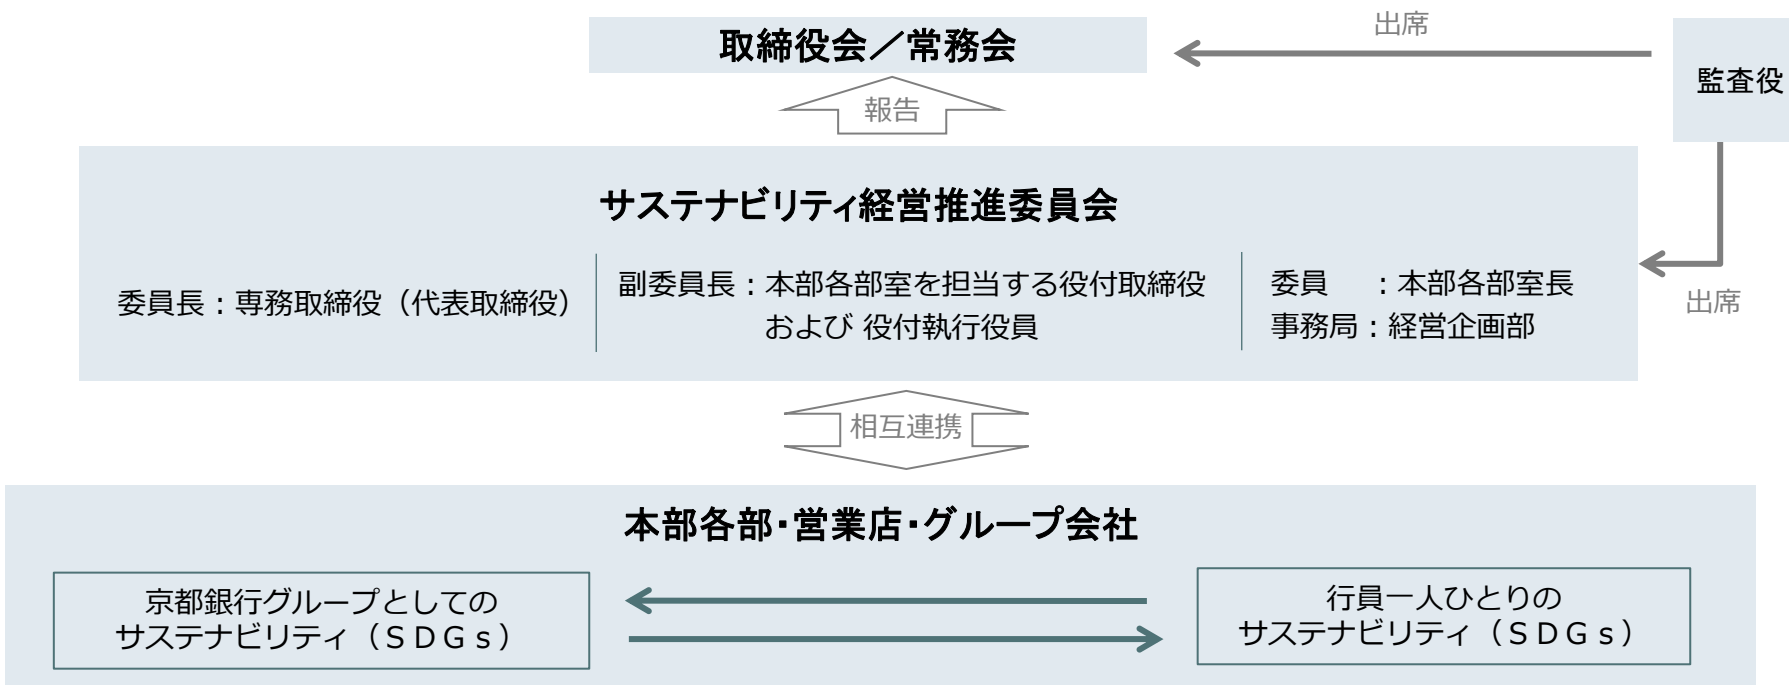 出席
取締役会／常務会
監査役
報告
サステナビリティ経営推進委員会
委員長：専務取締役（代表取締役）
副委員長：本部各部室を担当する役付取締役
および 役付執行役員
委員　：本部各部室長
事務局：経営企画部
出席
相互連携
本部各部・営業店・グループ会社
京都銀行グループとしての
サステナビリティ（ＳＤＧｓ）
行員一人ひとりの
サステナビリティ（ＳＤＧｓ）